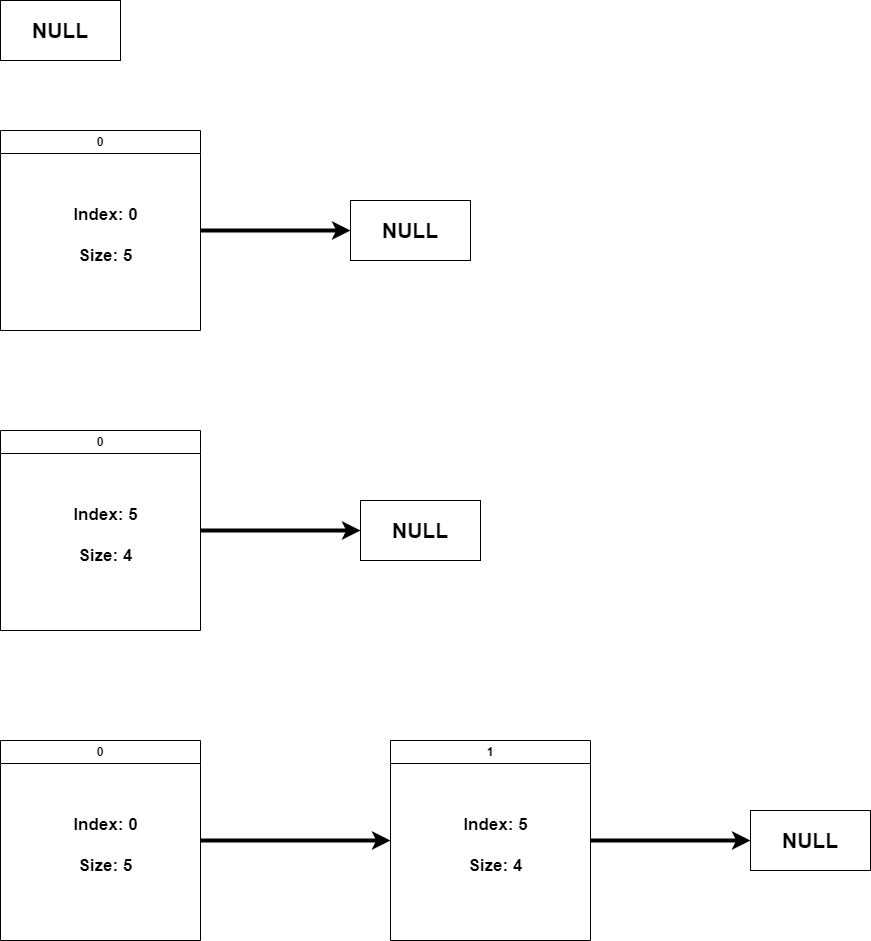 NULL
0
Index: 0
Size: 5
NULL
0
Index: 5
Size: 4
NULL
0
Index: 0
Size: 5
1
Index: 5
Size: 4
NULL